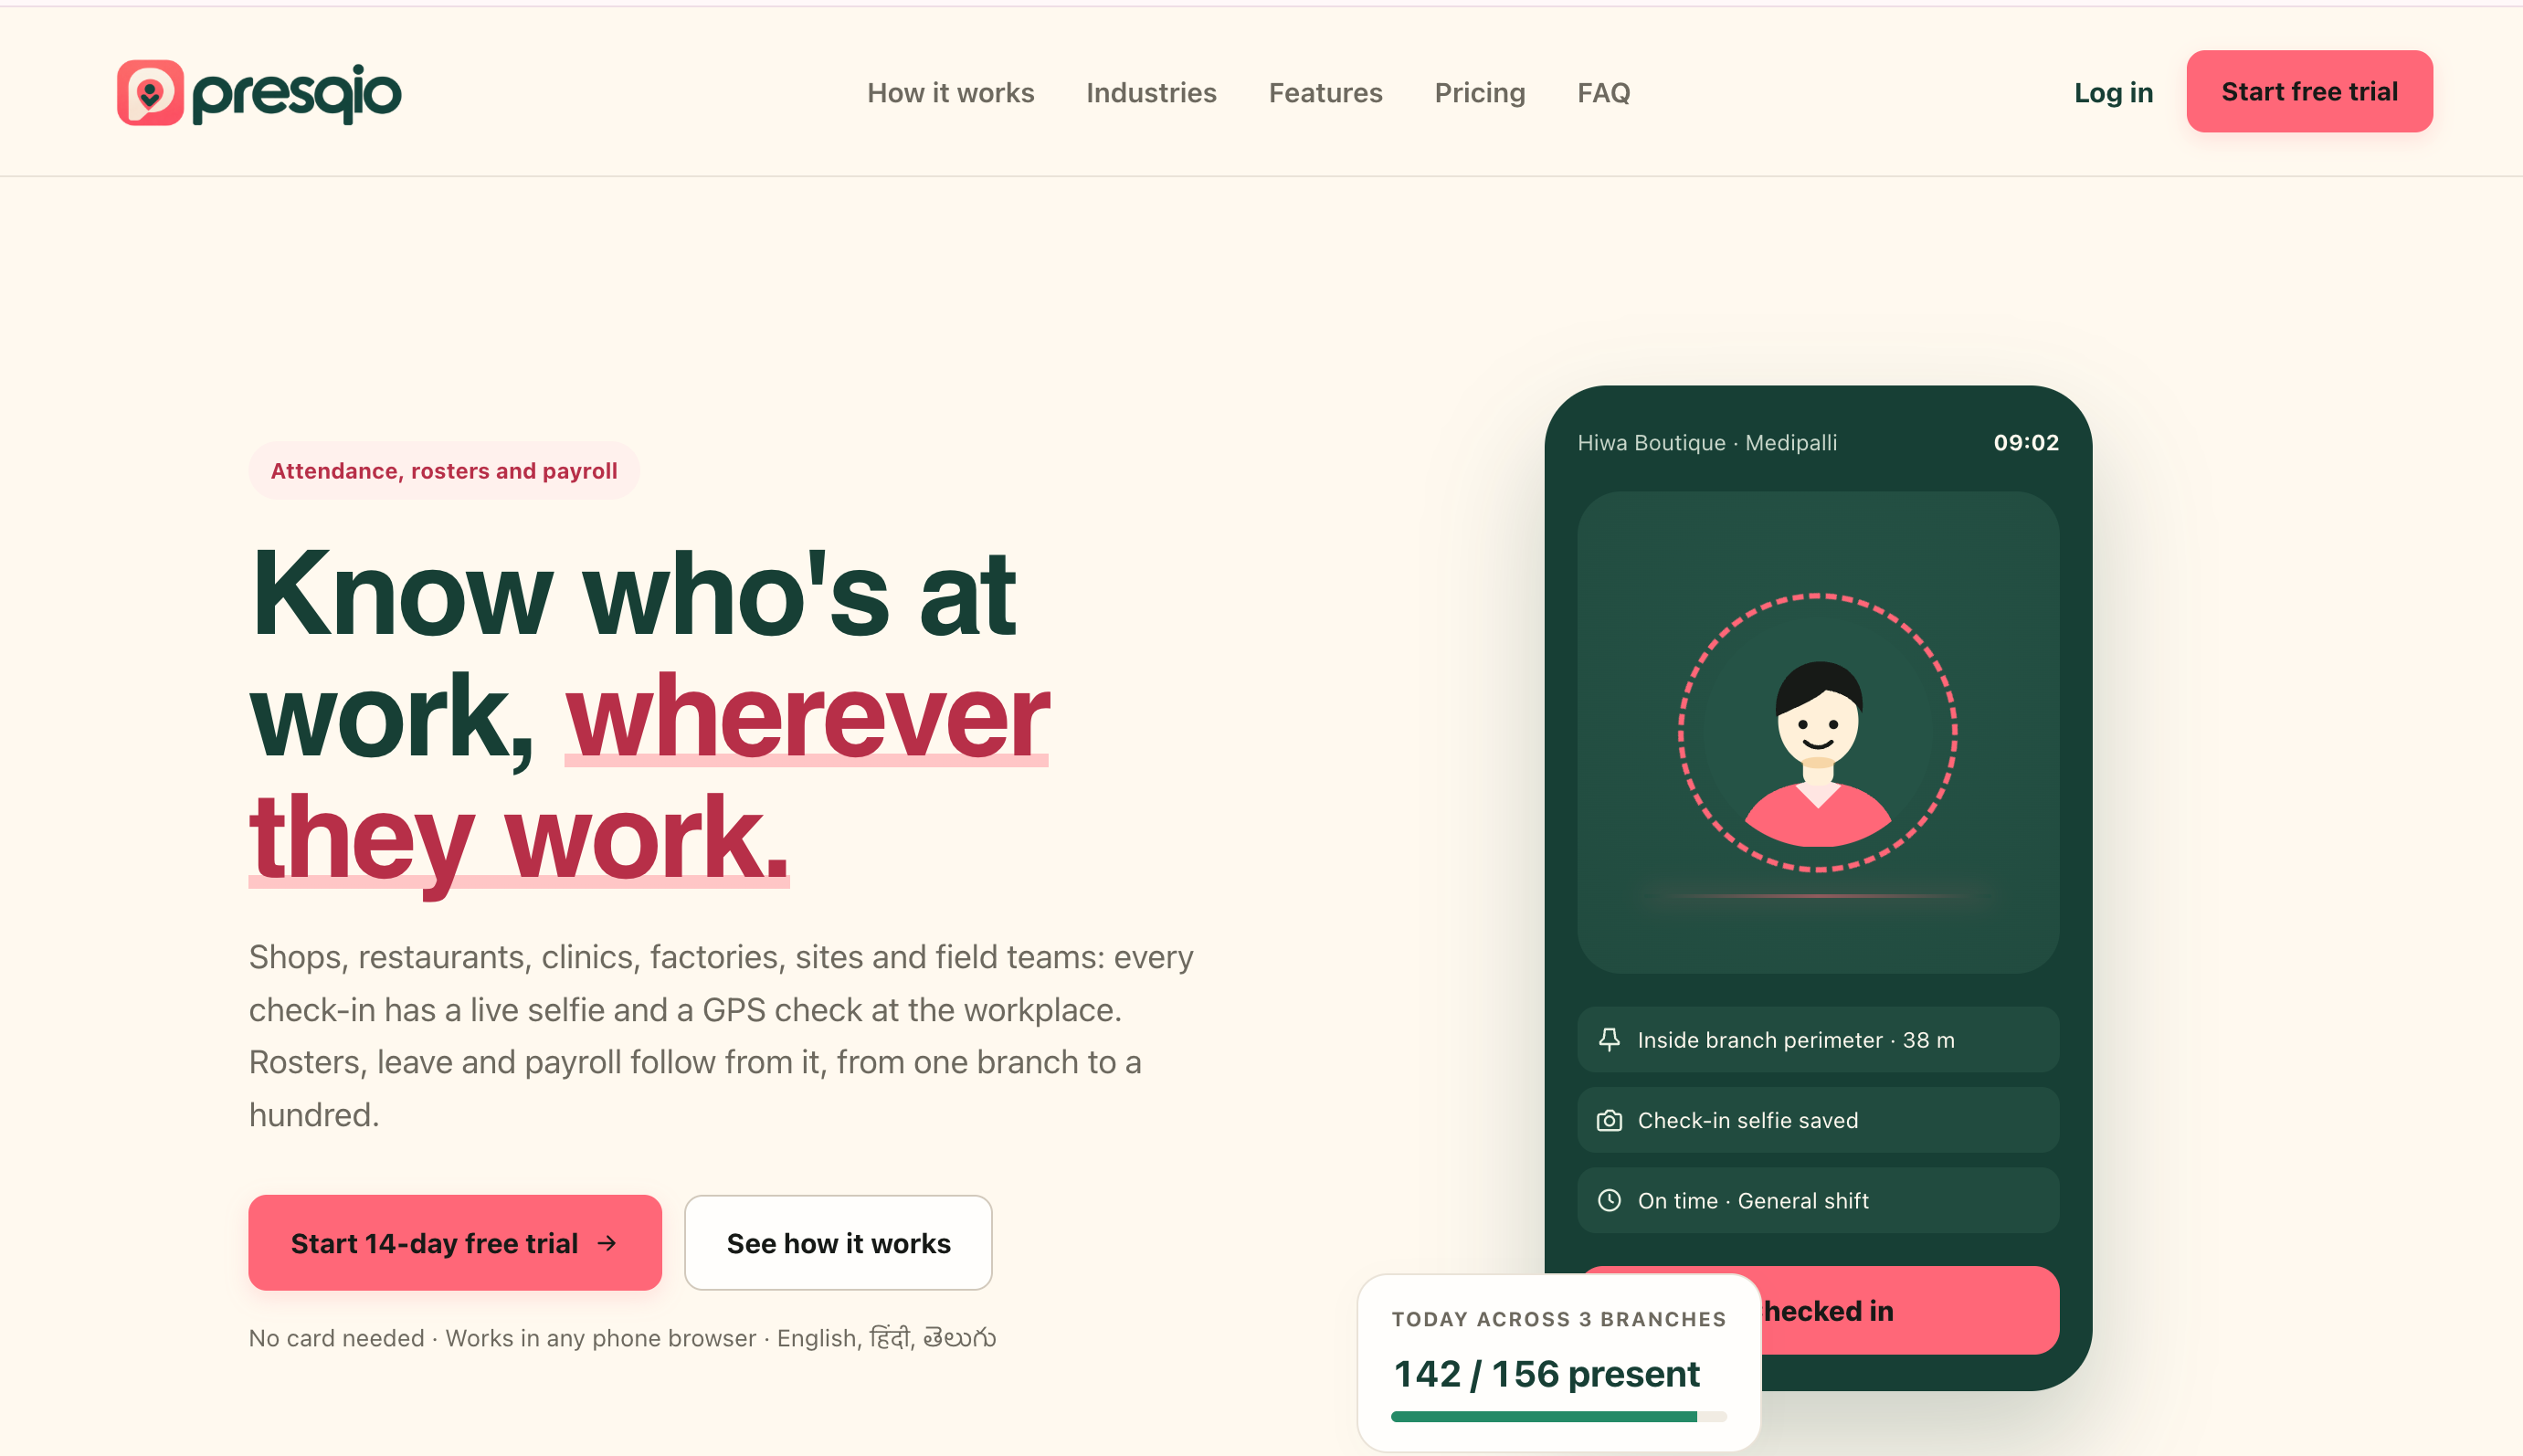 presqio
How it works
Industries
Features
Pricing
FAQ
Log in
Start free trial
Attendance, rosters and payroll
Know who's at
work, wherever
they work.
Shops, restaurants, clinics, factories, sites and field teams: every
check-in has a live selfie and a GPS check at the workplace.
Rosters, leave and payroll follow from it, from one branch to a
hundred.
Start 14-day free trial →
See how it works
No card needed · Works in any phone browser · English, हिंदी, తెలుగు
Hiwa Boutique · Medipalli
09:02
Inside branch perimeter · 38 m
Check-in selfie saved
On time · General shift
hecked in
TODAY ACROSS 3 BRANCHES
142 / 156 present